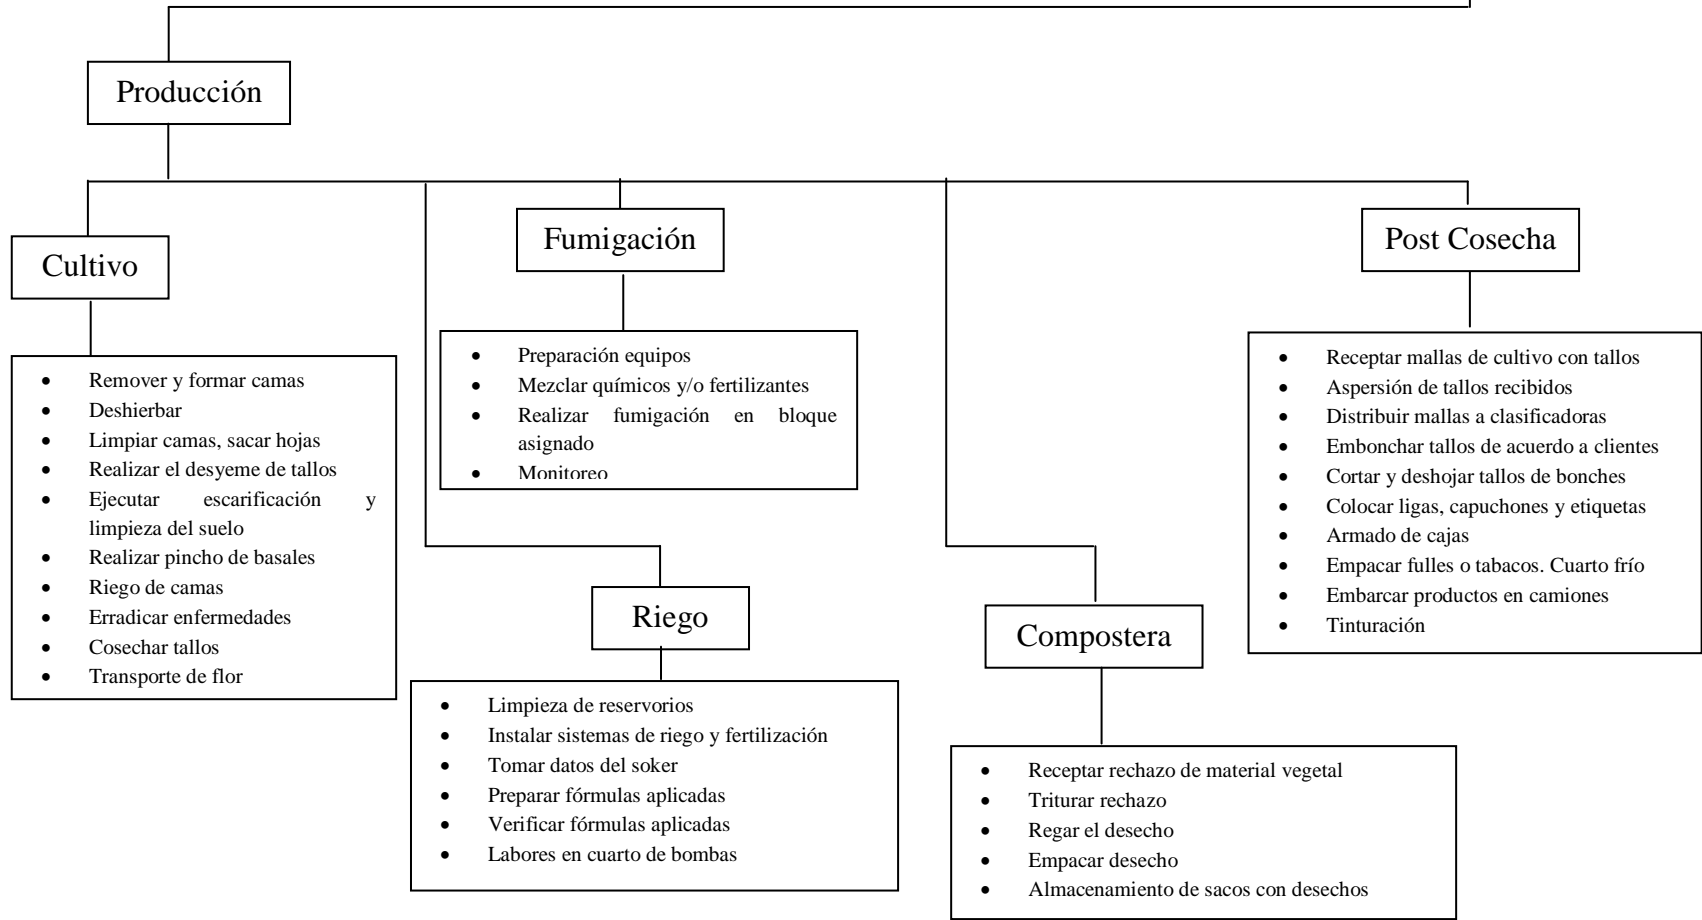 Producción
Cultivo
• Remover y formar camas
• Deshierbar
• Limpiar camas, sacar hojas
• Realizar el desyeme de tallos
• Ejecutar escarificación y
limpieza del suelo
• Realizar pincho de basales
• Riego de camas
• Erradicar enfermedades
• Cosechar tallos
• Transporte de flor
Fumigación
• Preparación equipos
• Mezclar químicos y/o fertilizantes
• Realizar fumigación en bloque
asignado
• Monitoreo
Riego
• Limpieza de reservorios
• Instalar sistemas de riego y fertilización
• Tomar datos del soker
• Preparar fórmulas aplicadas
• Verificar fórmulas aplicadas
• Labores en cuarto de bombas
Compostera
• Receptar rechazo de material vegetal
• Triturar rechazo
• Regar el desecho
• Empacar desecho
• Almacenamiento de sacos con desechos
Post Cosecha
• Receptar mallas de cultivo con tallos
• Aspersión de tallos recibidos
• Distribuir mallas a clasificadoras
• Embonchar tallos de acuerdo a clientes
• Cortar y deshojar tallos de bonches
• Colocar ligas, capuchones y etiquetas
• Armado de cajas
• Empacar fulles o tabacos. Cuarto frío
• Embarcar productos en camiones
• Tinturación